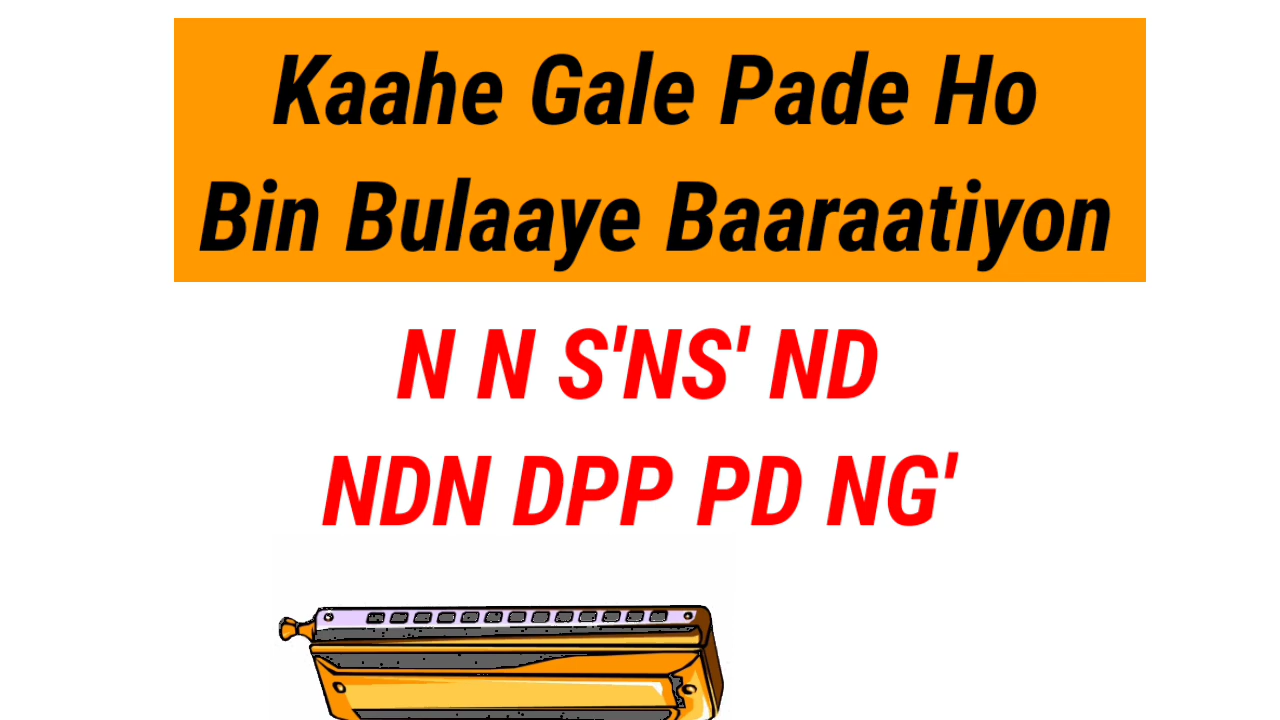 Kaahe Gale Pade Ho
Bin Bulaaye Baaraatiyon
N N S'NS' ND
NDN DPP PD NG'